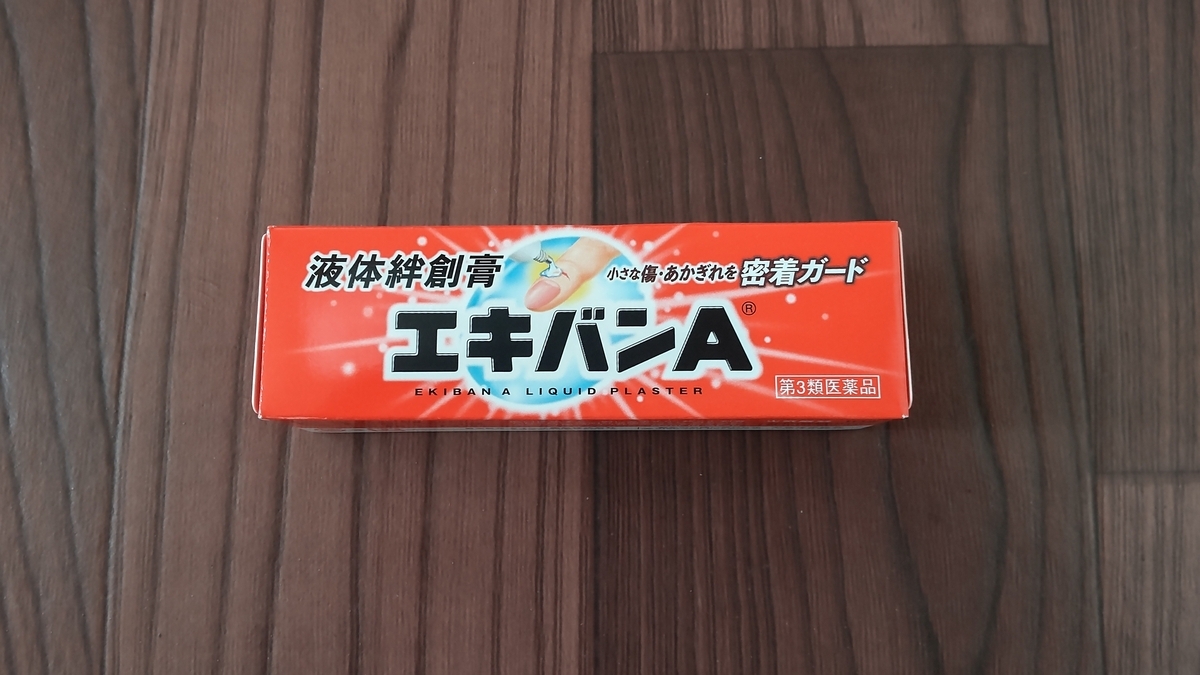 液体絆創膏
小さな傷・あかぎれを密着ガード
エキバンA®
EKIBAN A LIQUID PLASTER
第3類医薬品